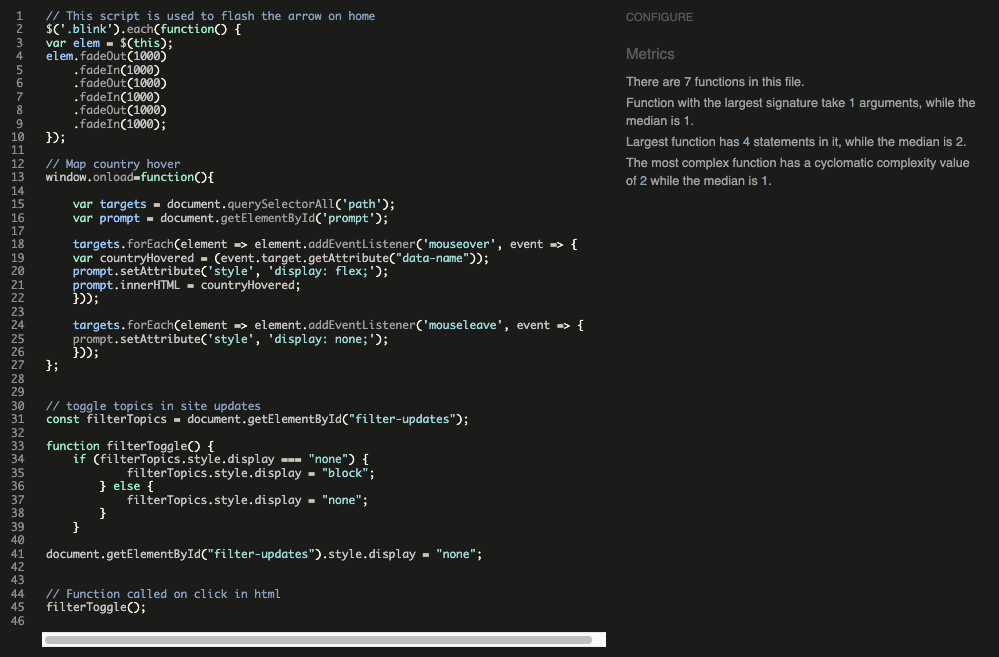 1 // This script is used to flash the arrow on home
2 $('.blink').each(function() {
3 var elem = $(this);
4 elem.fadeOut(1000)
5     .fadeIn(1000)
6     .fadeOut(1000)
7     .fadeIn(1000)
8     .fadeOut(1000)
9     .fadeIn(1000);
10 });
11
12 // Map country hover
13 window.onload=function(){
14
15     var targets = document.querySelectorAll('path');
16     var prompt = document.getElementById('prompt');
17
18     targets.forEach(element => element.addEventListener('mouseover', event => {
19     var countryHovered = (event.target.getAttribute("data-name"));
20     prompt.setAttribute('style', 'display: flex;');
21     prompt.innerHTML = countryHovered;
22     }));
23
24     targets.forEach(element => element.addEventListener('mouseleave', event => {
25     prompt.setAttribute('style', 'display: none;');
26     }));
27 };
28
29
30 // toggle topics in site updates
31 const filterTopics = document.getElementById("filter-updates");
32
33 function filterToggle() {
34     if (filterTopics.style.display === "none") {
35             filterTopics.style.display = "block";
36         } else {
37             filterTopics.style.display = "none";
38         }
39     }
40
41 document.getElementById("filter-updates").style.display = "none";
42
43
44 // Function called on click in html
45 filterToggle();
46
CONFIGURE
Metrics
There are 7 functions in this file.
Function with the largest signature take 1 arguments, while the
median is 1.
Largest function has 4 statements in it, while the median is 2.
The most complex function has a cyclomatic complexity value
of 2 while the median is 1.